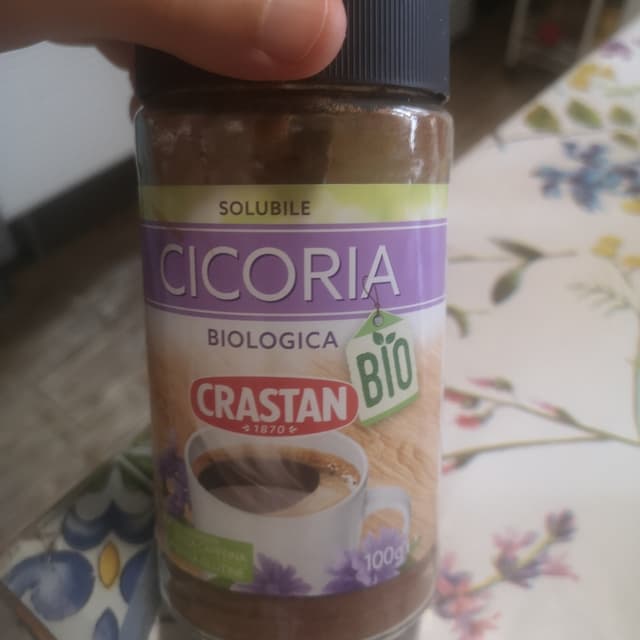 SOLUBILE
CICORIA
BIOLOGICA
BIO
CRASTAN
1870
100g